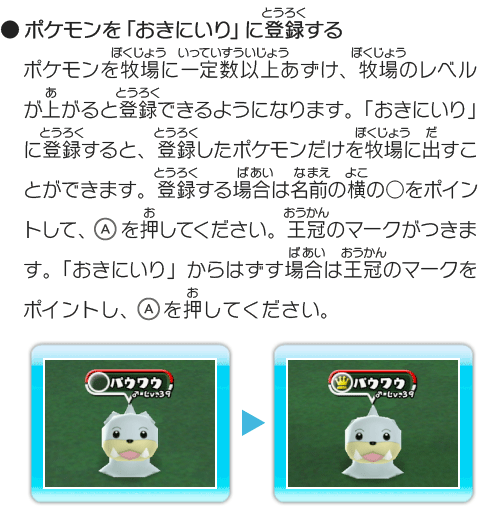 ● ポケモンを「おきにいり」に登録する
ポケモンを牧場に一定数以上あずけ、牧場のレベル
が上がると登録できるようになります。「おきにいり」
に登録すると、登録したポケモンだけを牧場に出すこ
とができます。登録する場合は名前の横の○をポイン
トして、Ⓐを押してください。王冠のマークがつきま
す。「おきにいり」からはずす場合は王冠のマークを
ポイントし、Ⓐを押してください。
パウワウ
♂ Lv39
パウワウ
♂ Lv39